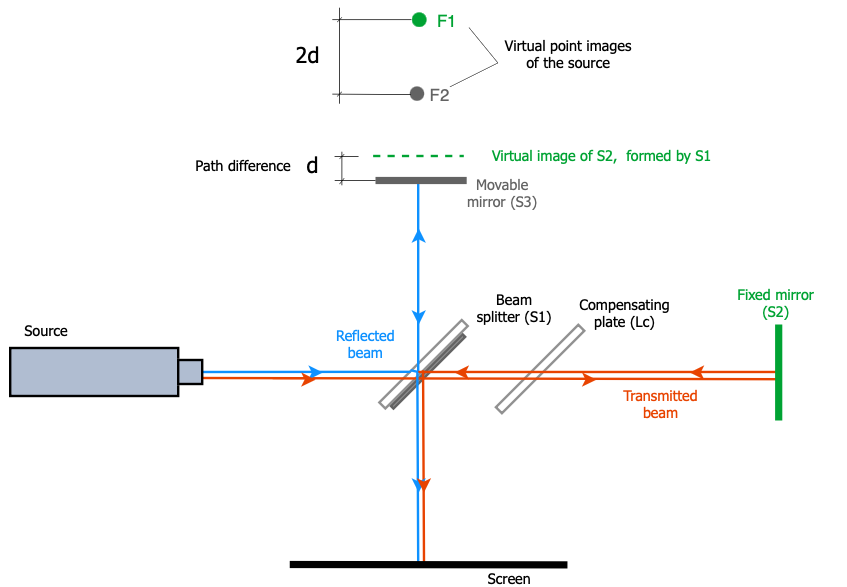 F1
2d
Virtual point images
of the source
F2
Virtual image of S2, formed by S1
Path difference d
Movable
mirror (S3)
Beam
splitter (S1)
Compensating
plate (Lc)
Fixed mirror
(S2)
Source
Reflected
beam
Transmitted
beam
Screen